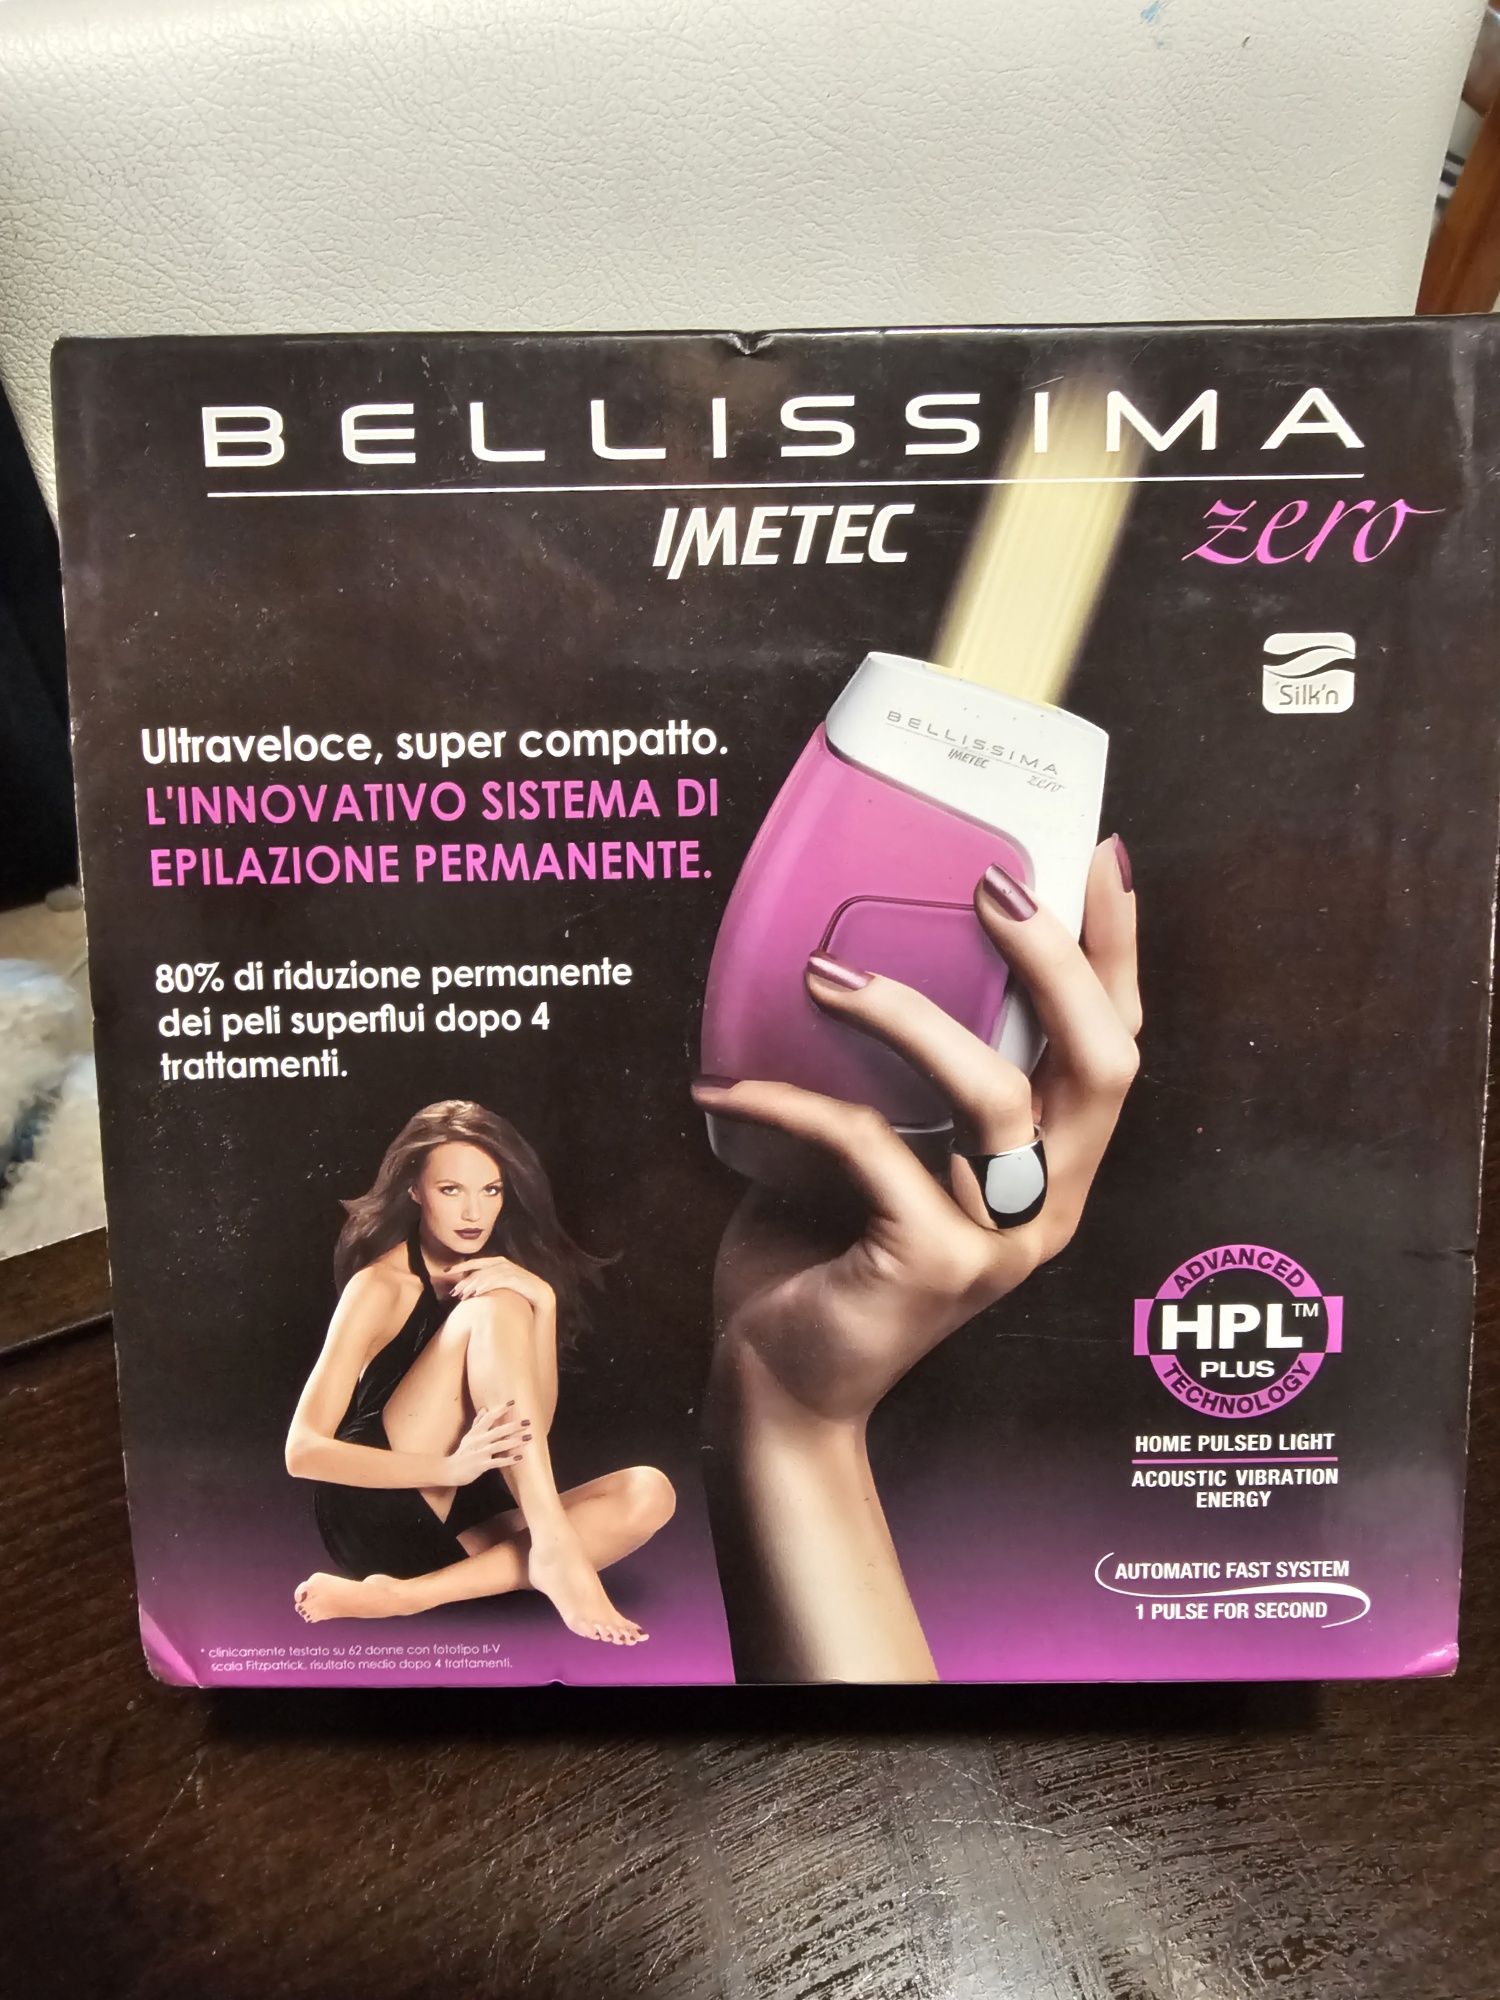 BELLISSIMA
IMETEC
zero
Silk'n
BELLISSIMA
IMETEC
zero
Ultraveloce, super compatto.
L'INNOVATIVO SISTEMA DI
EPILAZIONE PERMANENTE.
80% di riduzione permanente
dei peli superflui dopo 4
trattamenti.
ADVANCED
HPL™
PLUS
TECHNOLOGY
HOME PULSED LIGHT
ACOUSTIC VIBRATION
ENERGY
AUTOMATIC FAST SYSTEM
1 PULSE FOR SECOND
* clinicamente testato su 62 donne con fototipo II-V
scala Fitzpatrick, risultato medio dopo 4 trattamenti.